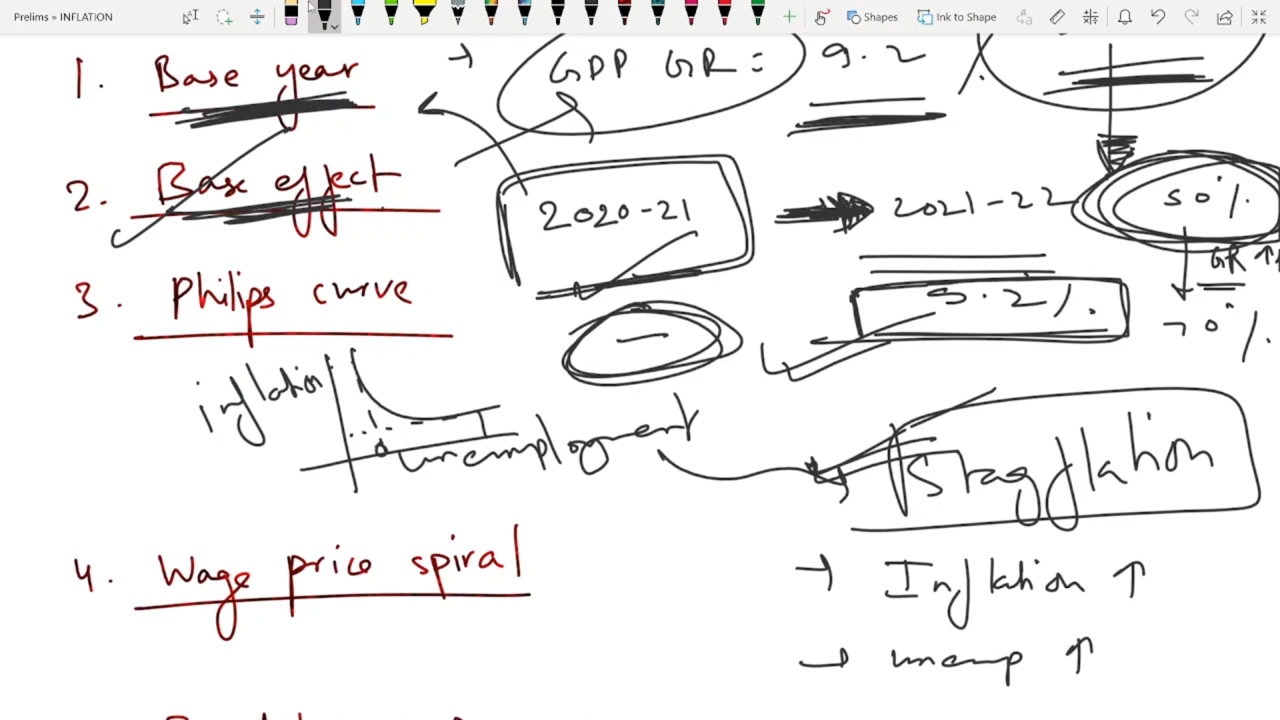 Prelims » INFLATION
Shapes
Ink to Shape
1. Base year
→ GDP GR = 9.2 %
2. Base effect
2020-21
2021-22
50%
GR ↑
5.2%
70%
3. Philips curve
inflation
unemployment
Stagflation
4. Wage price spiral
→ Inflation ↑
→ unemp ↑